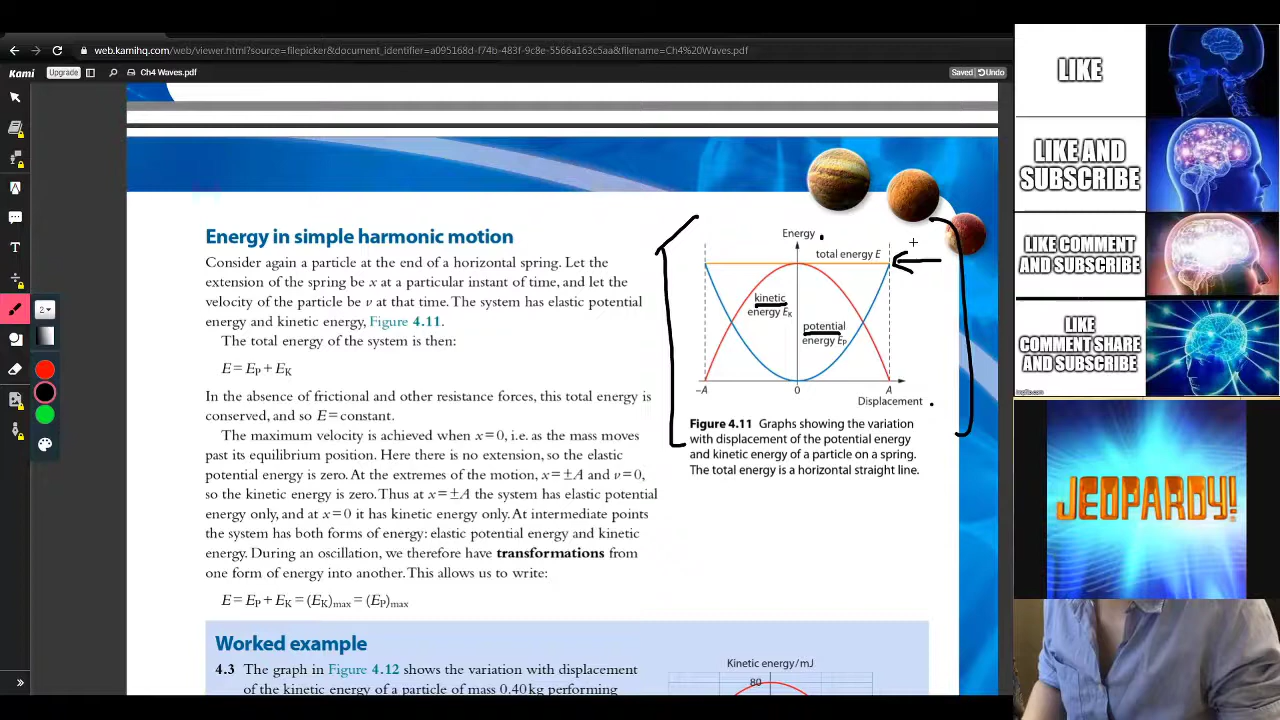 web.kamihq.com/web/viewer.html?source=filepicker&document_identifier=a095168d-f74b-483f-9c8e-5566a163c5aa&filename=Ch4%20Waves.pdf
Kami
Upgrade
Ch4 Waves.pdf
Saved
Undo
T
2
Energy in simple harmonic motion
Consider again a particle at the end of a horizontal spring. Let the
extension of the spring be x at a particular instant of time, and let the
velocity of the particle be v at that time. The system has elastic potential
energy and kinetic energy, Figure 4.11.
The total energy of the system is then:
E = EP + EK
In the absence of frictional and other resistance forces, this total energy is
conserved, and so E = constant.
The maximum velocity is achieved when x = 0, i.e. as the mass moves
past its equilibrium position. Here there is no extension, so the elastic
potential energy is zero. At the extremes of the motion, x = ±A and v = 0,
so the kinetic energy is zero. Thus at x = ±A the system has elastic potential
energy only, and at x = 0 it has kinetic energy only. At intermediate points
the system has both forms of energy: elastic potential energy and kinetic
energy. During an oscillation, we therefore have transformations from
one form of energy into another. This allows us to write:
E = EP + EK = (EK)max = (EP)max
Energy
total energy E
kinetic
energy EK
potential
energy EP
−A
0
A
Displacement
Figure 4.11 Graphs showing the variation
with displacement of the potential energy
and kinetic energy of a particle on a spring.
The total energy is a horizontal straight line.
Worked example
4.3 The graph in Figure 4.12 shows the variation with displacement
of the kinetic energy of a particle of mass 0.40 kg performing
Kinetic energy/mJ
80
LIKE
LIKE AND
SUBSCRIBE
LIKE COMMENT
AND SUBSCRIBE
LIKE
COMMENT SHARE
AND SUBSCRIBE
imgflip.com
JEOPARDY!